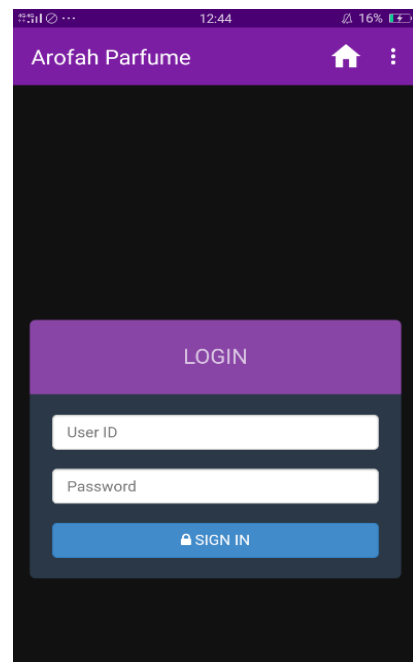 12:44
16%
Arofah Parfume
LOGIN
User ID
Password
SIGN IN